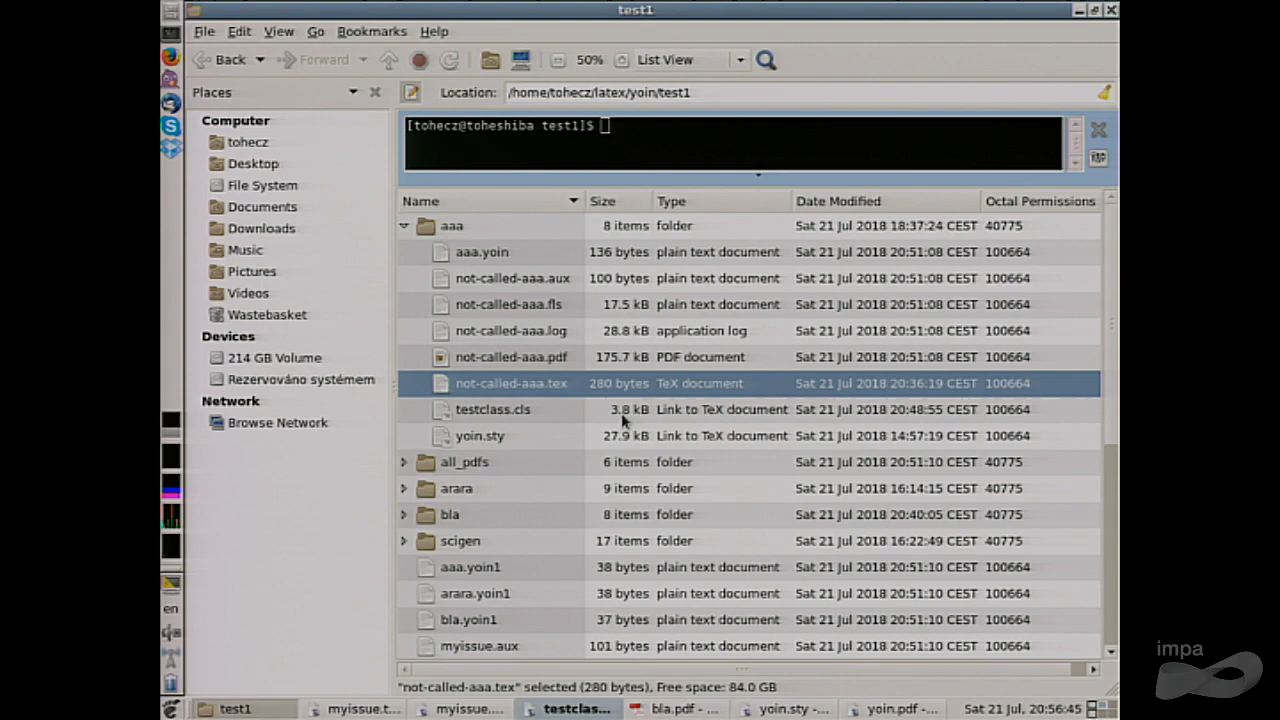 test1
File Edit View Go Bookmarks Help
Back Forward 50% List View
Places Location: /home/tohecz/latex/yoin/test1
Computer
tohecz
Desktop
File System
Documents
Downloads
Music
Pictures
Videos
Wastebasket
Devices
214 GB Volume
Rezervováno systémem
Network
Browse Network
[tohecz@toheshiba test1]$
Name Size Type Date Modified Octal Permissions
aaa 8 items folder Sat 21 Jul 2018 18:37:24 CEST 40775
aaa.yoin 136 bytes plain text document Sat 21 Jul 2018 20:51:08 CEST 100664
not-called-aaa.aux 100 bytes plain text document Sat 21 Jul 2018 20:51:08 CEST 100664
not-called-aaa.fls 17.5 kB plain text document Sat 21 Jul 2018 20:51:08 CEST 100664
not-called-aaa.log 28.8 kB application log Sat 21 Jul 2018 20:51:08 CEST 100664
not-called-aaa.pdf 175.7 kB PDF document Sat 21 Jul 2018 20:51:08 CEST 100664
not-called-aaa.tex 280 bytes TeX document Sat 21 Jul 2018 20:36:19 CEST 100664
testclass.cls 3.8 kB Link to TeX document Sat 21 Jul 2018 20:48:55 CEST 100664
yoin.sty 27.9 kB Link to TeX document Sat 21 Jul 2018 14:57:19 CEST 100664
all_pdfs 6 items folder Sat 21 Jul 2018 20:51:10 CEST 40775
arara 9 items folder Sat 21 Jul 2018 16:14:15 CEST 40775
bla 8 items folder Sat 21 Jul 2018 20:40:05 CEST 40775
scigen 17 items folder Sat 21 Jul 2018 16:22:49 CEST 40775
aaa.yoin1 38 bytes plain text document Sat 21 Jul 2018 20:51:10 CEST 100664
arara.yoin1 38 bytes plain text document Sat 21 Jul 2018 20:51:10 CEST 100664
bla.yoin1 37 bytes plain text document Sat 21 Jul 2018 20:51:10 CEST 100664
myissue.aux 101 bytes plain text document Sat 21 Jul 2018 20:51:10 CEST 100664
"not-called-aaa.tex" selected (280 bytes), Free space: 84.0 GB
en
test1 myissue.t... myissue.... testclas... bla.pdf - ... yoin.sty -... yoin.pdf -... Sat 21 Jul, 20:56:45
impa